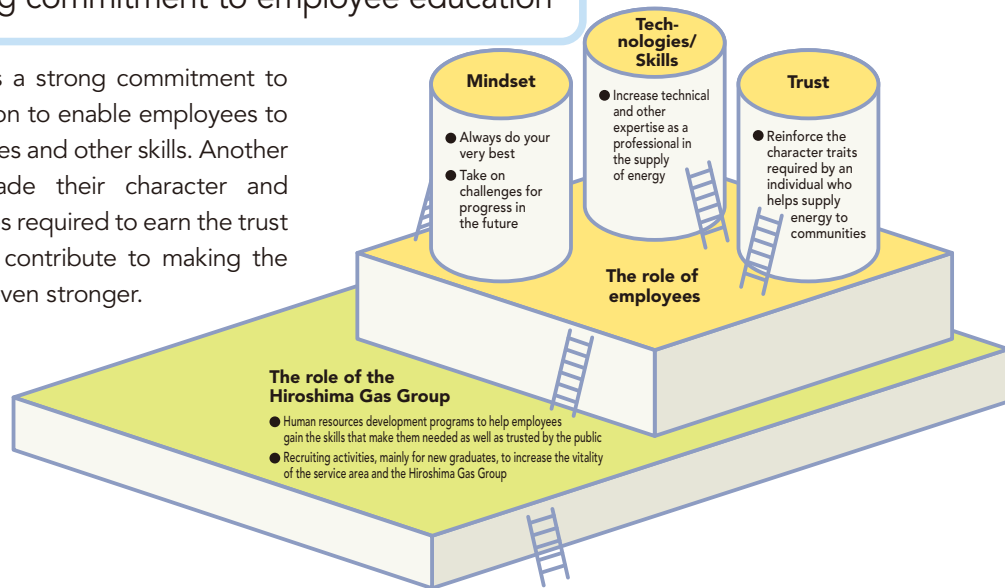 commitment to employee education
s a strong commitment to
on to enable employees to
es and other skills. Another
ade their character and
s required to earn the trust
contribute to making the
ven stronger.
Mindset
● Always do your
very best
● Take on
challenges for
progress in
the future
Tech-
nologies/
Skills
● Increase technical
and other
expertise as a
professional in
the supply
of energy
Trust
● Reinforce the
character traits
required by an
individual who
helps supply
energy to
communities
The role of
employees
The role of the
Hiroshima Gas Group
● Human resources development programs to help employees
gain the skills that make them needed as well as trusted by the public
● Recruiting activities, mainly for new graduates, to increase the vitality
of the service area and the Hiroshima Gas Group